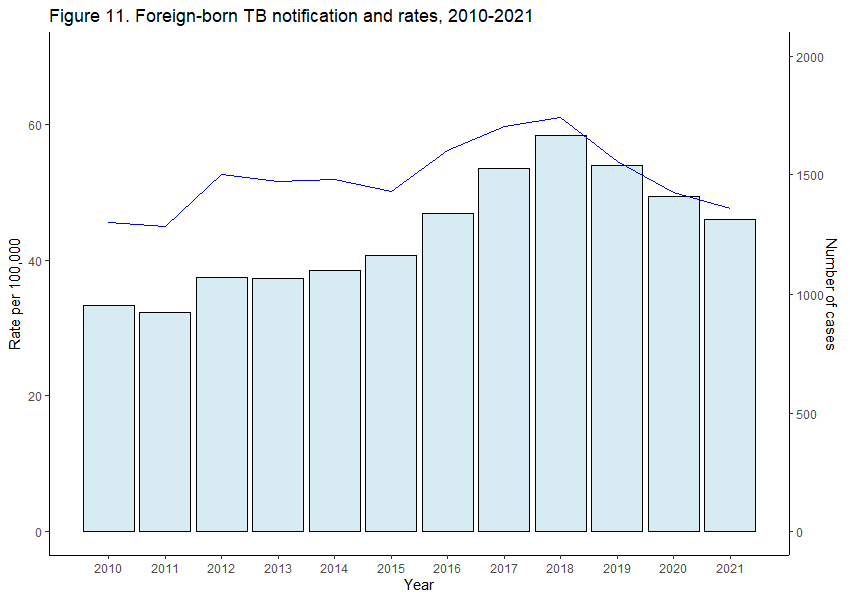 Figure 11. Foreign-born TB notification and rates, 2010-2021
2000
60
1500
Rate per 100,000
40
1000
Number of cases
20
500
0
0
2010 2011 2012 2013 2014 2015 2016 2017 2018 2019 2020 2021
Year